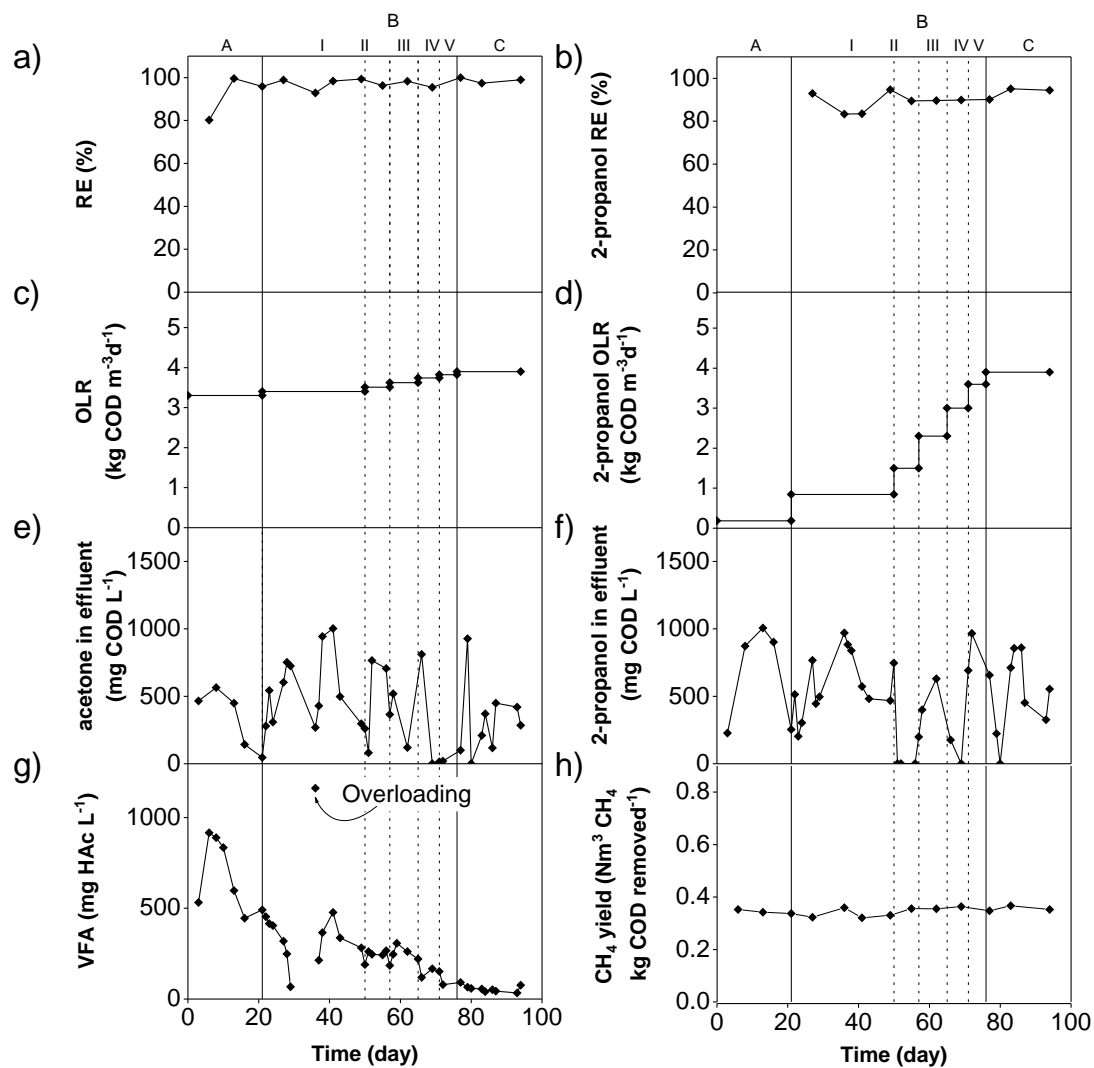 B B
a) A I II III IV V C b) A I II III IV V C
RE (%)
100
80
60
40
20
0
2-propanol RE (%)
100
80
60
40
20
0
c)
OLR
(kg COD m⁻³d⁻¹)
5
4
3
2
1
0
d)
2-propanol OLR
(kg COD m⁻³d⁻¹)
5
4
3
2
1
0
e)
acetone in effluent
(mg COD L⁻¹)
1500
1000
500
0
f)
2-propanol in effluent
(mg COD L⁻¹)
1500
1000
500
0
g)
VFA (mg HAc L⁻¹)
1000
500
0
Overloading
0 20 40 60 80 100
Time (day)
h)
CH₄ yield (Nm³ CH₄
kg COD removed⁻¹)
0.8
0.6
0.4
0.2
0.0
0 20 40 60 80 100
Time (day)